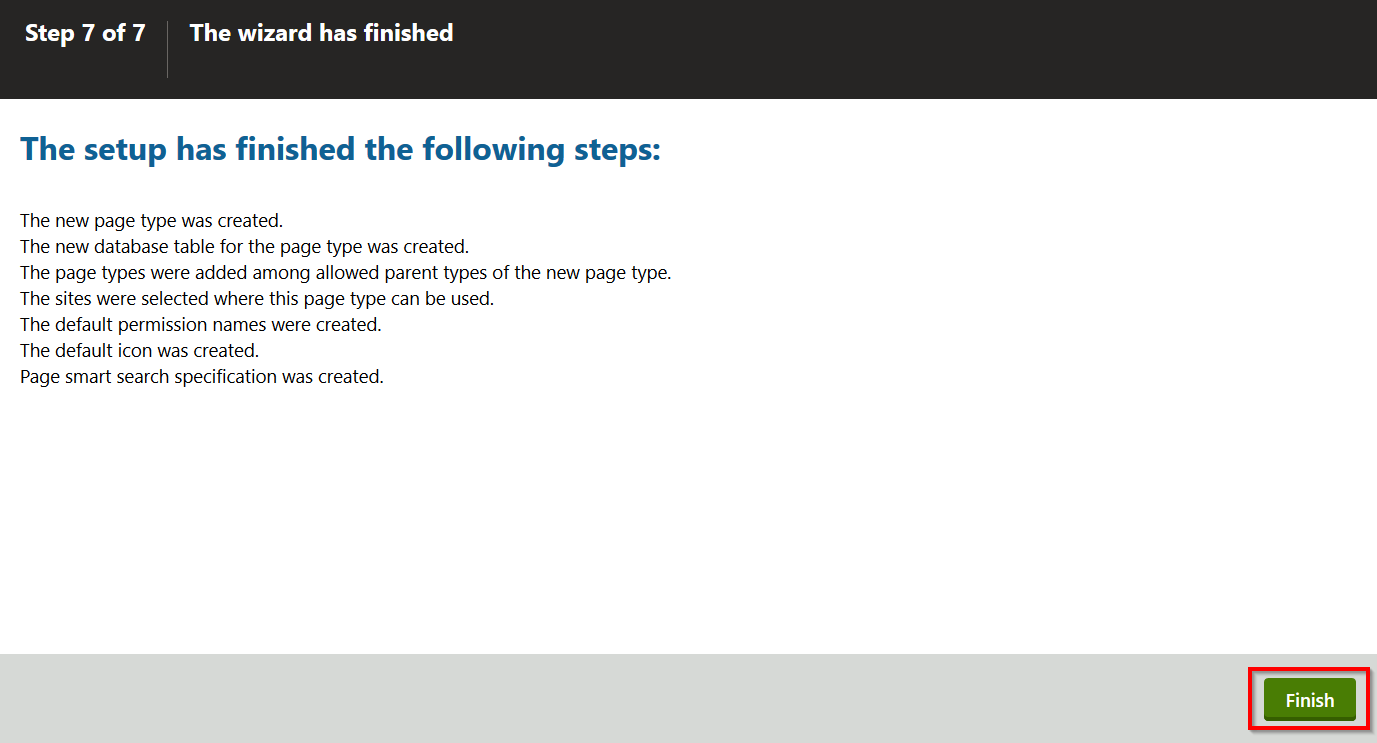 Step 7 of 7
The wizard has finished
The setup has finished the following steps:
The new page type was created.
The new database table for the page type was created.
The page types were added among allowed parent types of the new page type.
The sites were selected where this page type can be used.
The default permission names were created.
The default icon was created.
Page smart search specification was created.
Finish